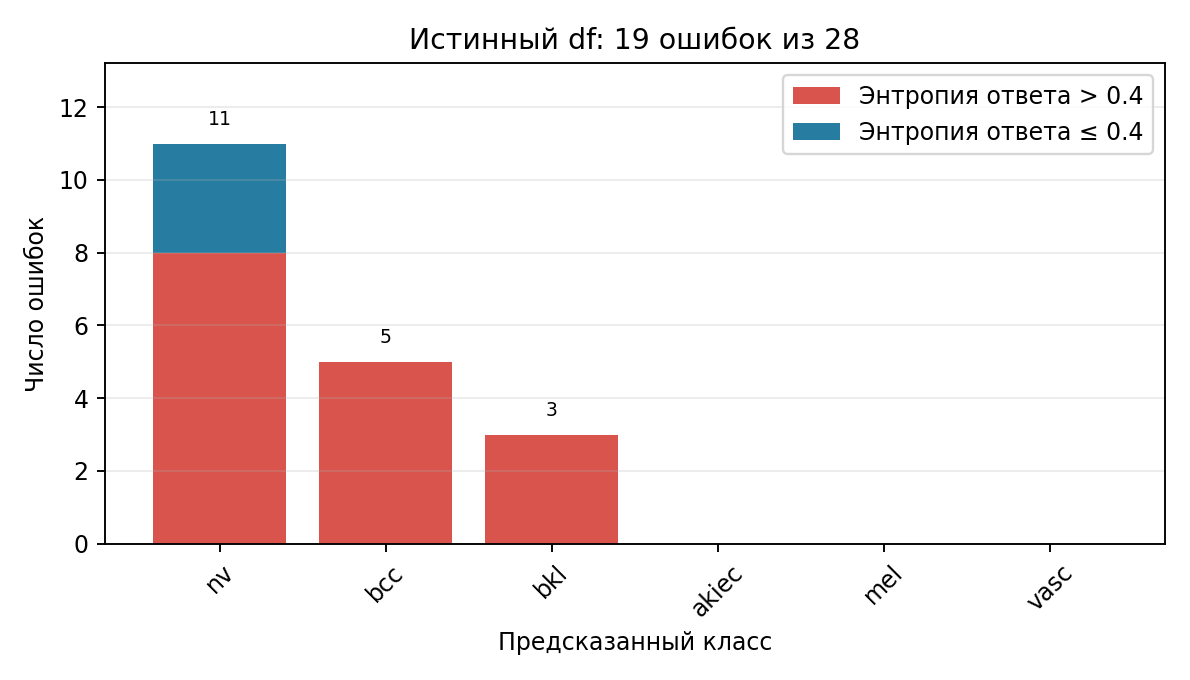 Истинный df: 19 ошибок из 28
Энтропия ответа > 0.4
Энтропия ответа ≤ 0.4
Число ошибок
12
10
8
6
4
2
0
11
5
3
nv
bcc
bkl
akiec
mel
vasc
Предсказанный класс